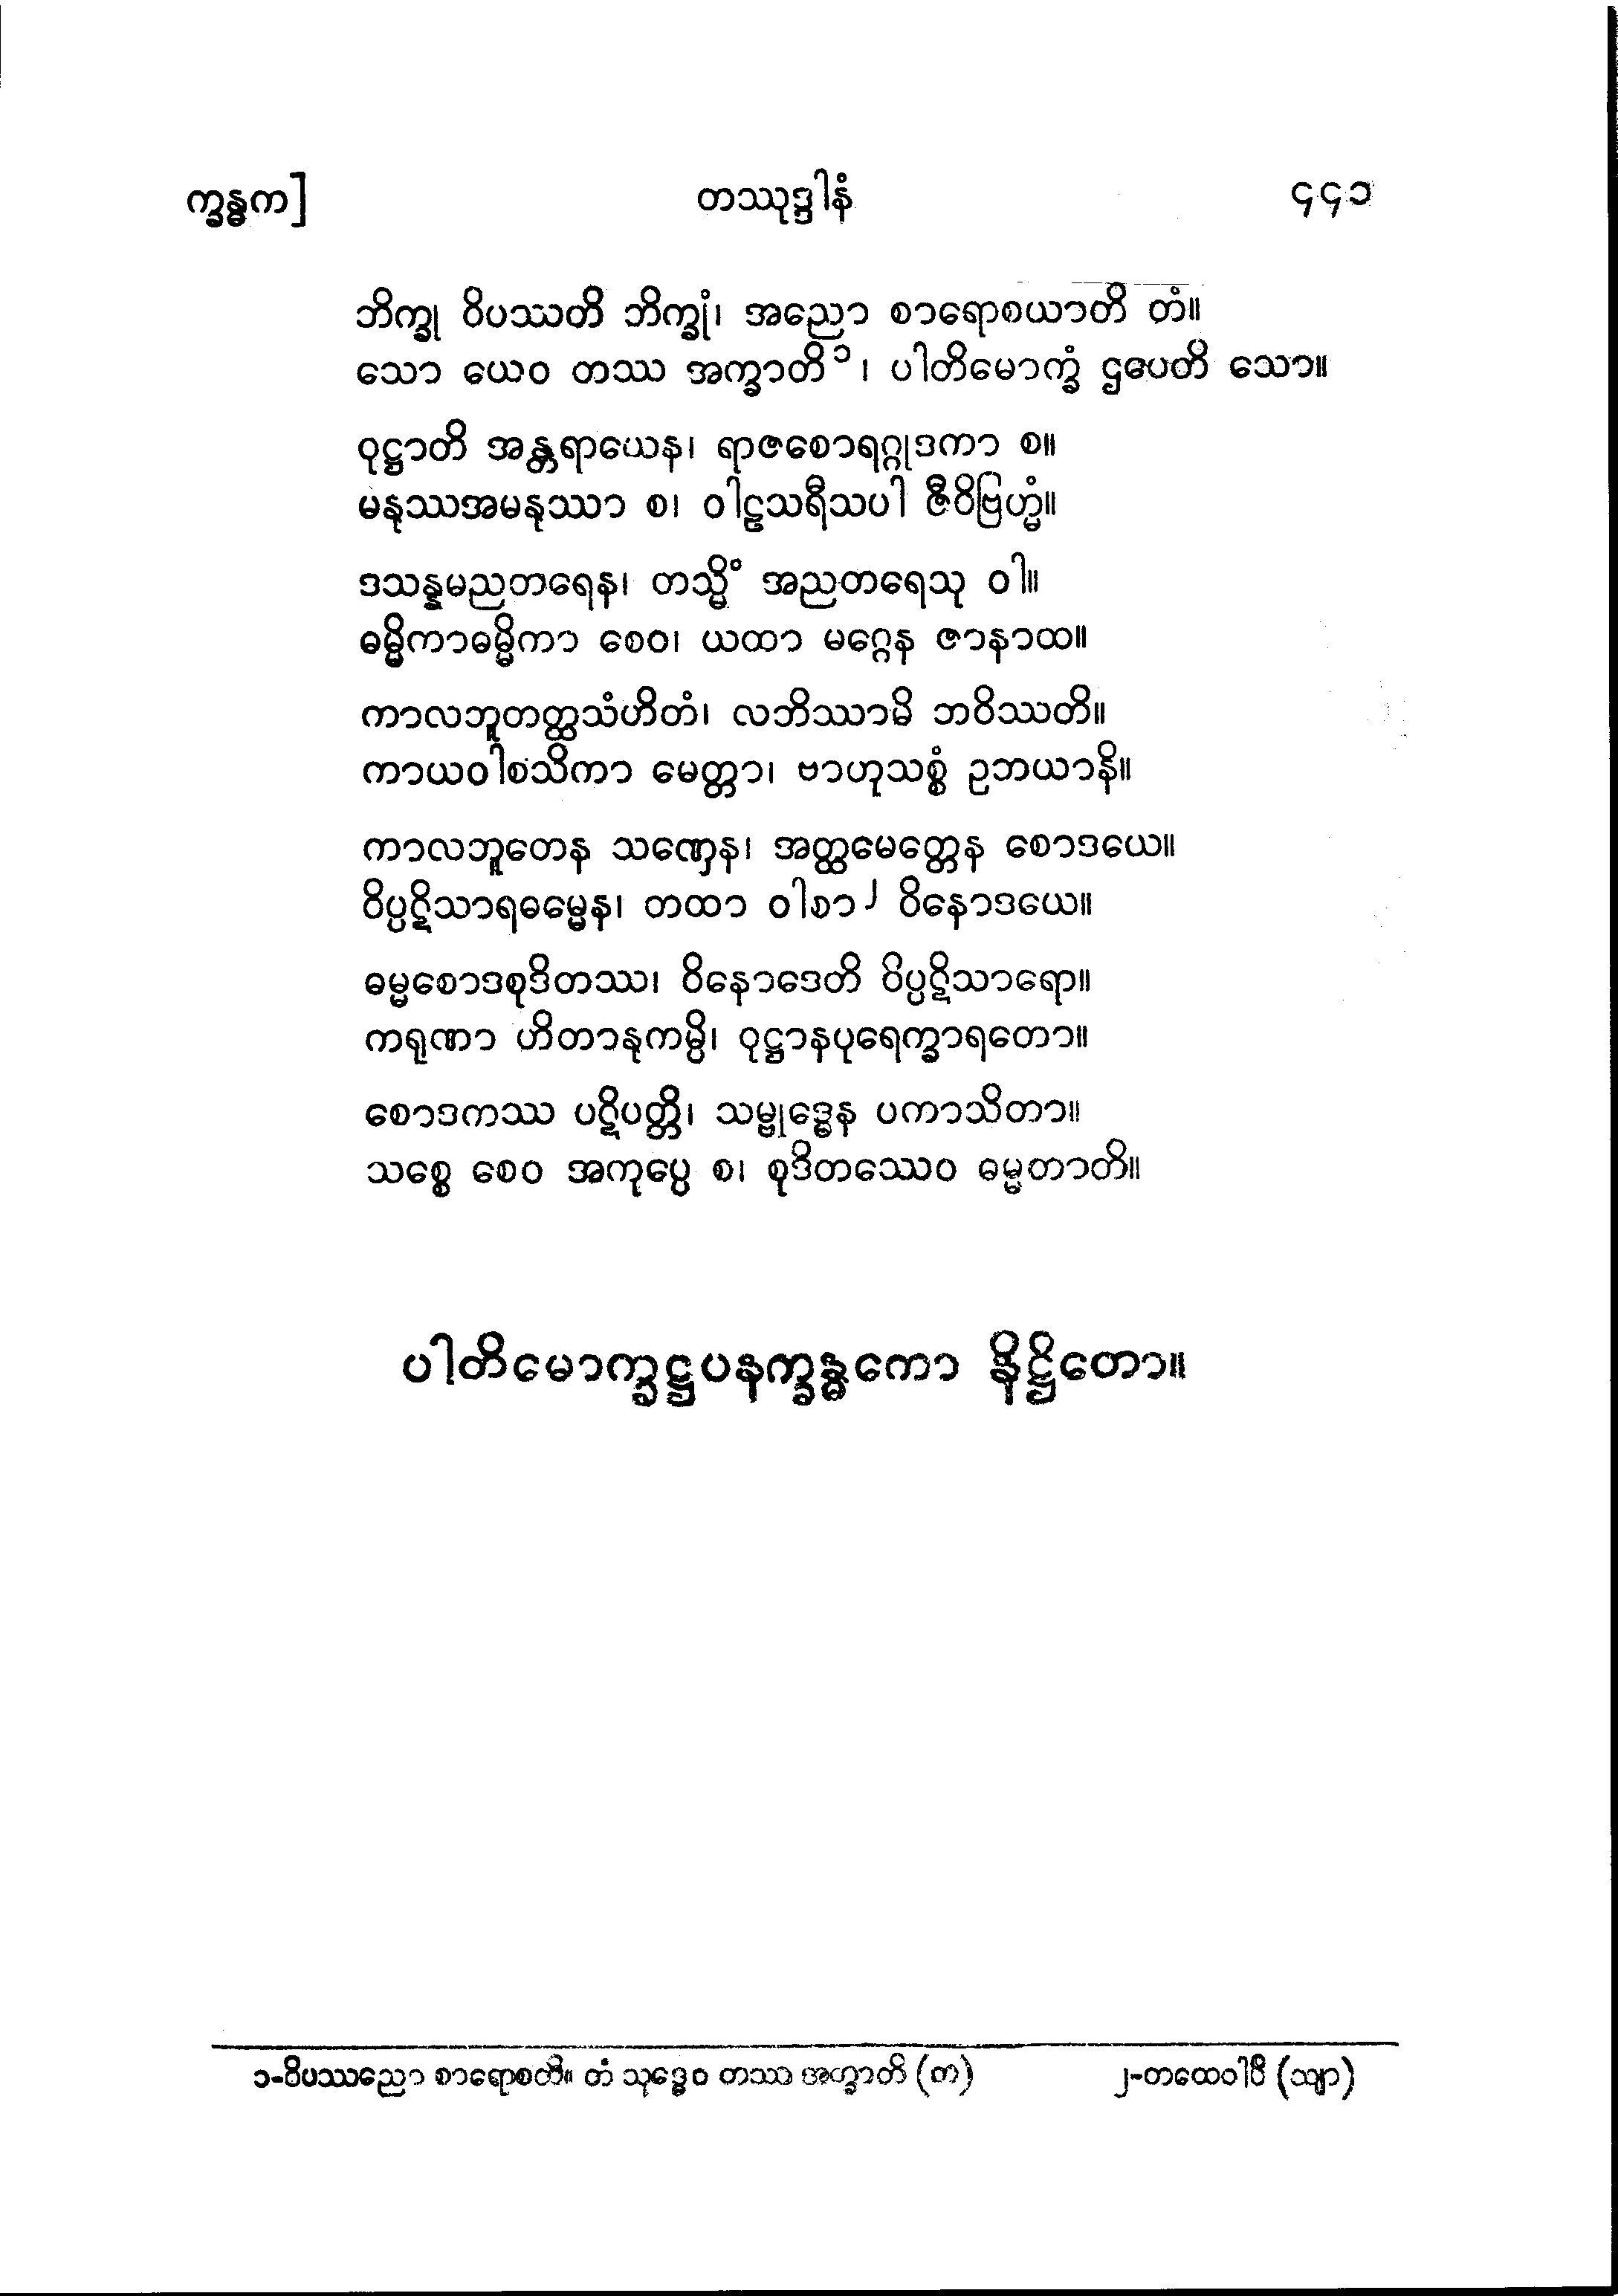 က္ခန္ဓက] တဿုဒ္ဒါနံ ၄၄၁
ဘိက္ခု ဝိပဿတိ ဘိက္ခုံ၊ အညော စာရောစယာတိ တံ။
သော ယေဝ တဿ အက္ခာတိ၁၊ ပါတိမောက္ခံ ဌပေတိ သော။
ဝုဋ္ဌာတိ အန္တရာယေန၊ ရာဇစောရဂ္ဂုဒကာ စ။
မနုဿအမနုဿာ စ၊ ဝါဠသရီသပါ ဇီဝိဗြဟ္မံ။
ဒသန္နမညတရေန၊ တသ္မိံ အညတရေသု ဝါ။
ဓမ္မိကာဓမ္မိကာ စေဝ၊ ယထာ မဂ္ဂေန ဇာနာထ။
ကာလဘူတတ္ထသံဟိတံ၊ လဘိဿာမိ ဘဝိဿတိ။
ကာယဝါစသိကာ မေတ္တာ၊ ဗာဟုသစ္စံ ဥဘယာနိ။
ကာလဘူတေန သဏှေန၊ အတ္ထမေတ္တေန စောဒယေ။
ဝိပ္ပဋိသာရဓမ္မေန၊ တထာ ဝါစာ၂ ဝိနောဒယေ။
ဓမ္မစောဒစုဒိတဿ၊ ဝိနောဒေတိ ဝိပ္ပဋိသာရော။
ကရုဏာ ဟိတာနုကမ္ပိ၊ ဝုဋ္ဌာနပုရေက္ခာရတော။
စောဒကဿ ပဋိပတ္တိ၊ သမ္ဗုဒ္ဓေန ပကာသိတာ။
သစ္စေ စေဝ အကုပ္ပေ စ၊ စုဒိတဿေဝ ဓမ္မတာတိ။
ပါတိမောက္ခဋ္ဌပနက္ခန္ဓကော နိဋ္ဌိတော။
၁-ဝိပဿညော စာရောစတိ။ တံ သုဒ္ဓေဝ တဿ အက္ခာတိ (က) ၂-တထေဝါပိ (သျာ)